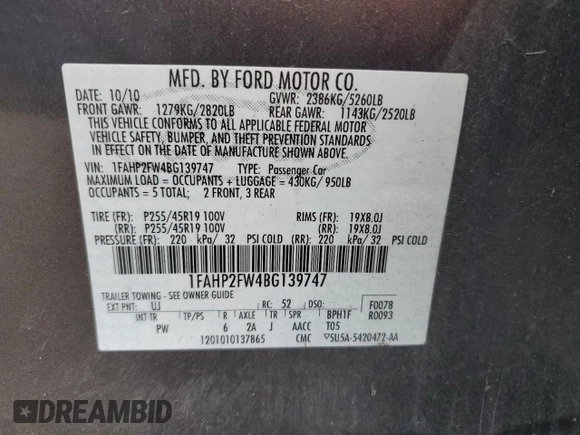 MFD. BY FORD MOTOR CO.
DATE: 10/10 GVWR: 2386KG/5260LB
FRONT GAWR: 1279KG/2820LB REAR GAWR: 1143KG/2520LB
THIS VEHICLE CONFORMS TO ALL APPLICABLE FEDERAL MOTOR
VEHICLE SAFETY, BUMPER, AND THEFT PREVENTION STANDARDS
IN EFFECT ON THE DATE OF MANUFACTURE SHOWN ABOVE.
VIN: 1FAHP2FW4BG139747 TYPE: Passenger Car
MAXIMUM LOAD = OCCUPANTS + LUGGAGE = 430KG/ 950LB
OCCUPANTS = 5 TOTAL; 2 FRONT, 3 REAR
TIRE (FR): P255/45R19 100V RIMS (FR): 19X8.0J
TIRE (RR): P255/45R19 100V RIMS (RR): 19X8.0J
PRESSURE (FR): 220 kPa/ 32 PSI COLD (RR): 220 kPa/ 32 PSI COLD
1FAHP2FW4BG139747
TRAILER TOWING - SEE OWNER GUIDE
EXT PNT: UJ RC: 52 DSO: F0078
INT TR TP/PS R AXLE TR SPR BPH1F R0093
PW 6 2A J AACC T05
1201010137865 CMC 5U5A-5420472-AA
DREAMBID